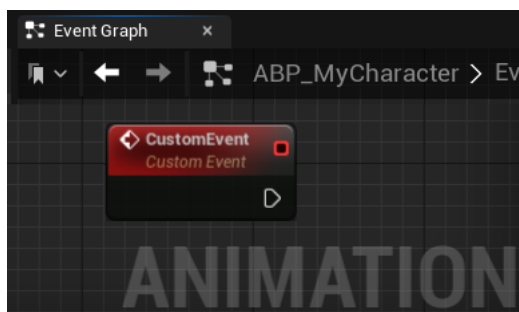 Event Graph
ABP_MyCharacter > Ev
CustomEvent
Custom Event
ANIMATION